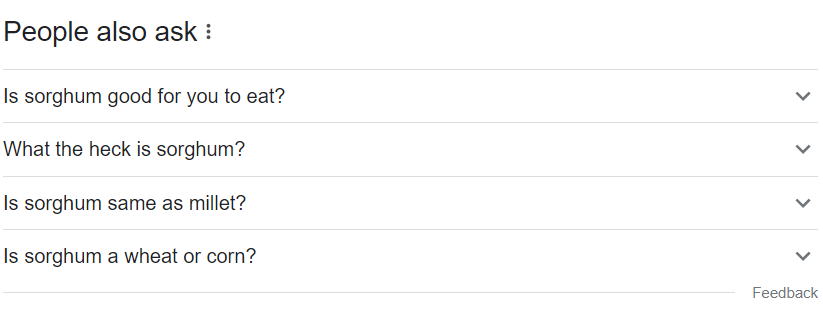 People also ask
Is sorghum good for you to eat?
What the heck is sorghum?
Is sorghum same as millet?
Is sorghum a wheat or corn?
Feedback